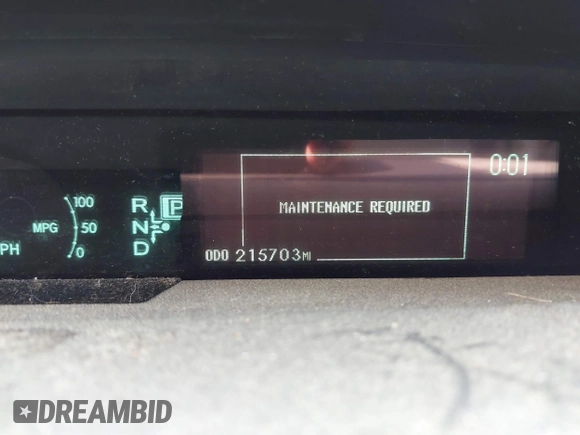 0:01
100
MPG 50
PH 0
R P
N
D
MAINTENANCE REQUIRED
ODO 215703 MI
DREAMBID